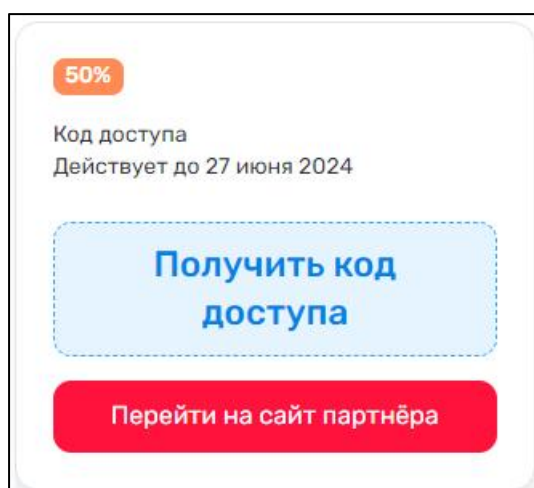 50%
Код доступа
Действует до 27 июня 2024
Получить код
доступа
Перейти на сайт партнёра